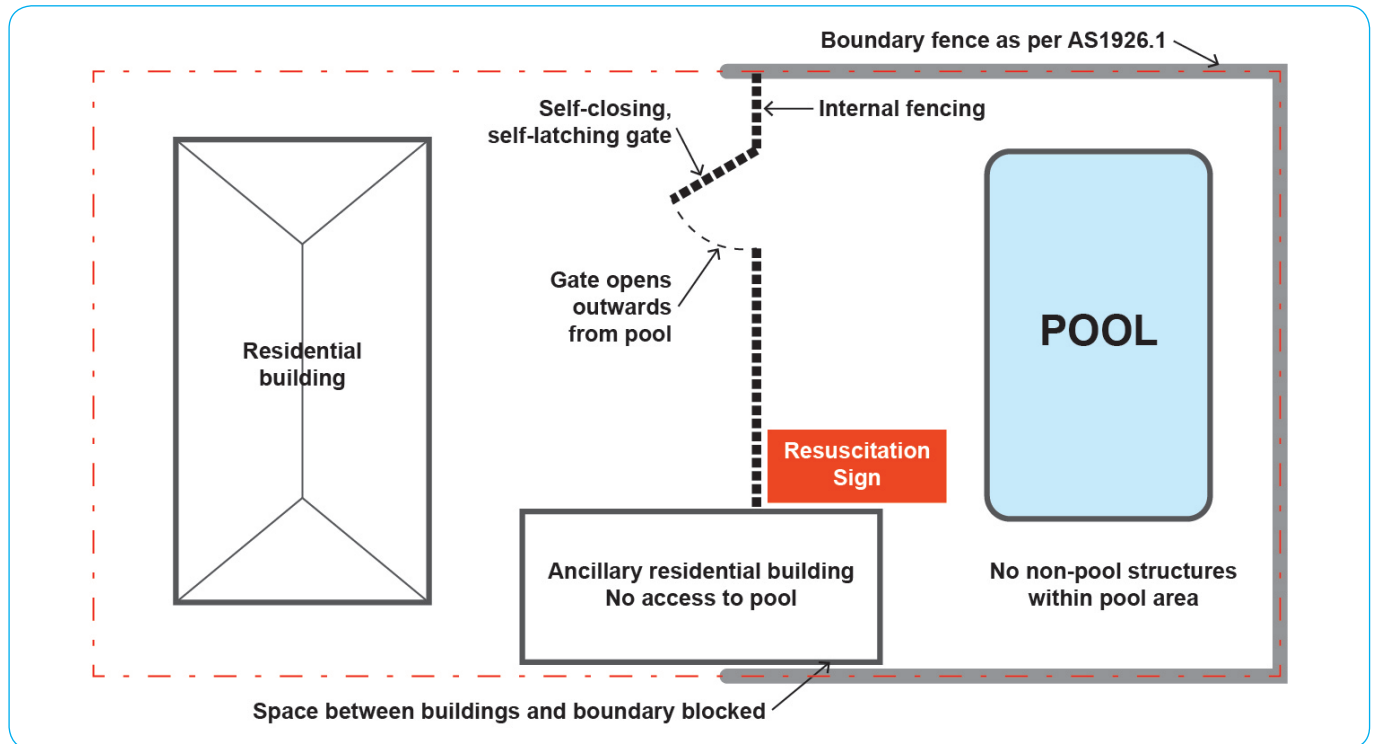 Boundary fence as per AS1926.1
Self-closing,
self-latching gate
Internal fencing
Gate opens
outwards
from pool
POOL
Residential
building
Resuscitation
Sign
Ancillary residential building
No access to pool
No non-pool structures
within pool area
Space between buildings and boundary blocked